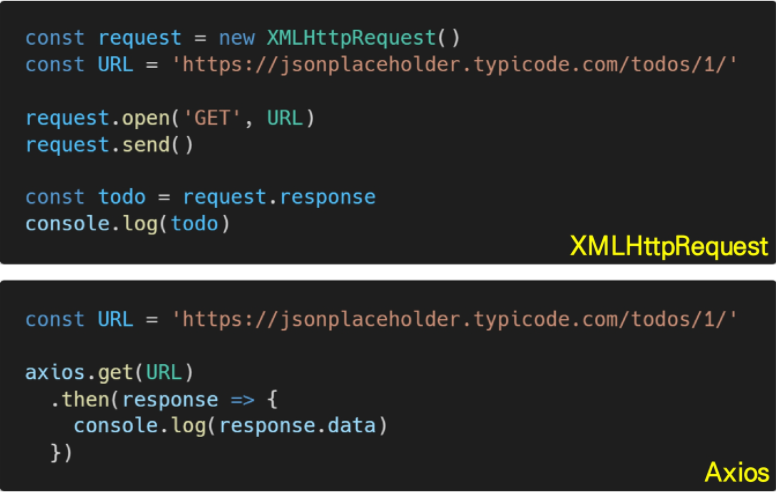 const request = new XMLHttpRequest()
const URL = 'https://jsonplaceholder.typicode.com/todos/1/'
request.open('GET', URL)
request.send()
const todo = request.response
console.log(todo)
XMLHttpRequest
const URL = 'https://jsonplaceholder.typicode.com/todos/1/'
axios.get(URL)
  .then(response => {
    console.log(response.data)
  })
Axios